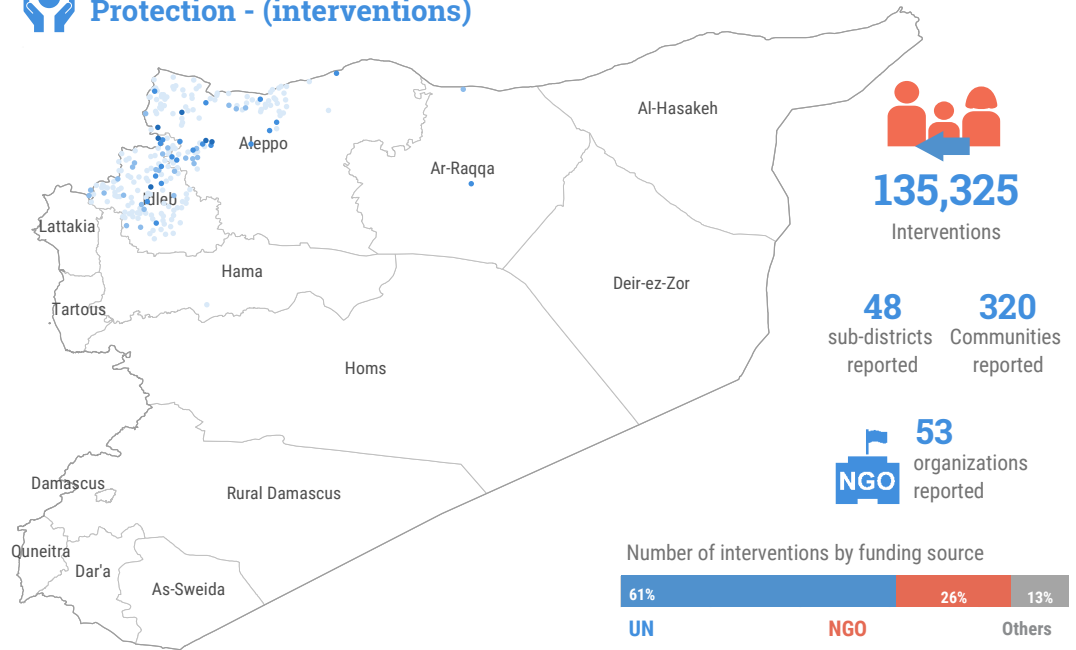 Protection - (interventions)
Al-Hasakeh
Aleppo
Ar-Raqqa
Idleb
Lattakia
Hama
Deir-ez-Zor
Tartous
Homs
Damascus
Rural Damascus
Quneitra
Dar'a
As-Sweida
135,325
Interventions
48
sub-districts
reported
320
Communities
reported
NGO
53
organizations
reported
Number of interventions by funding source
61%
26%
13%
UN
NGO
Others